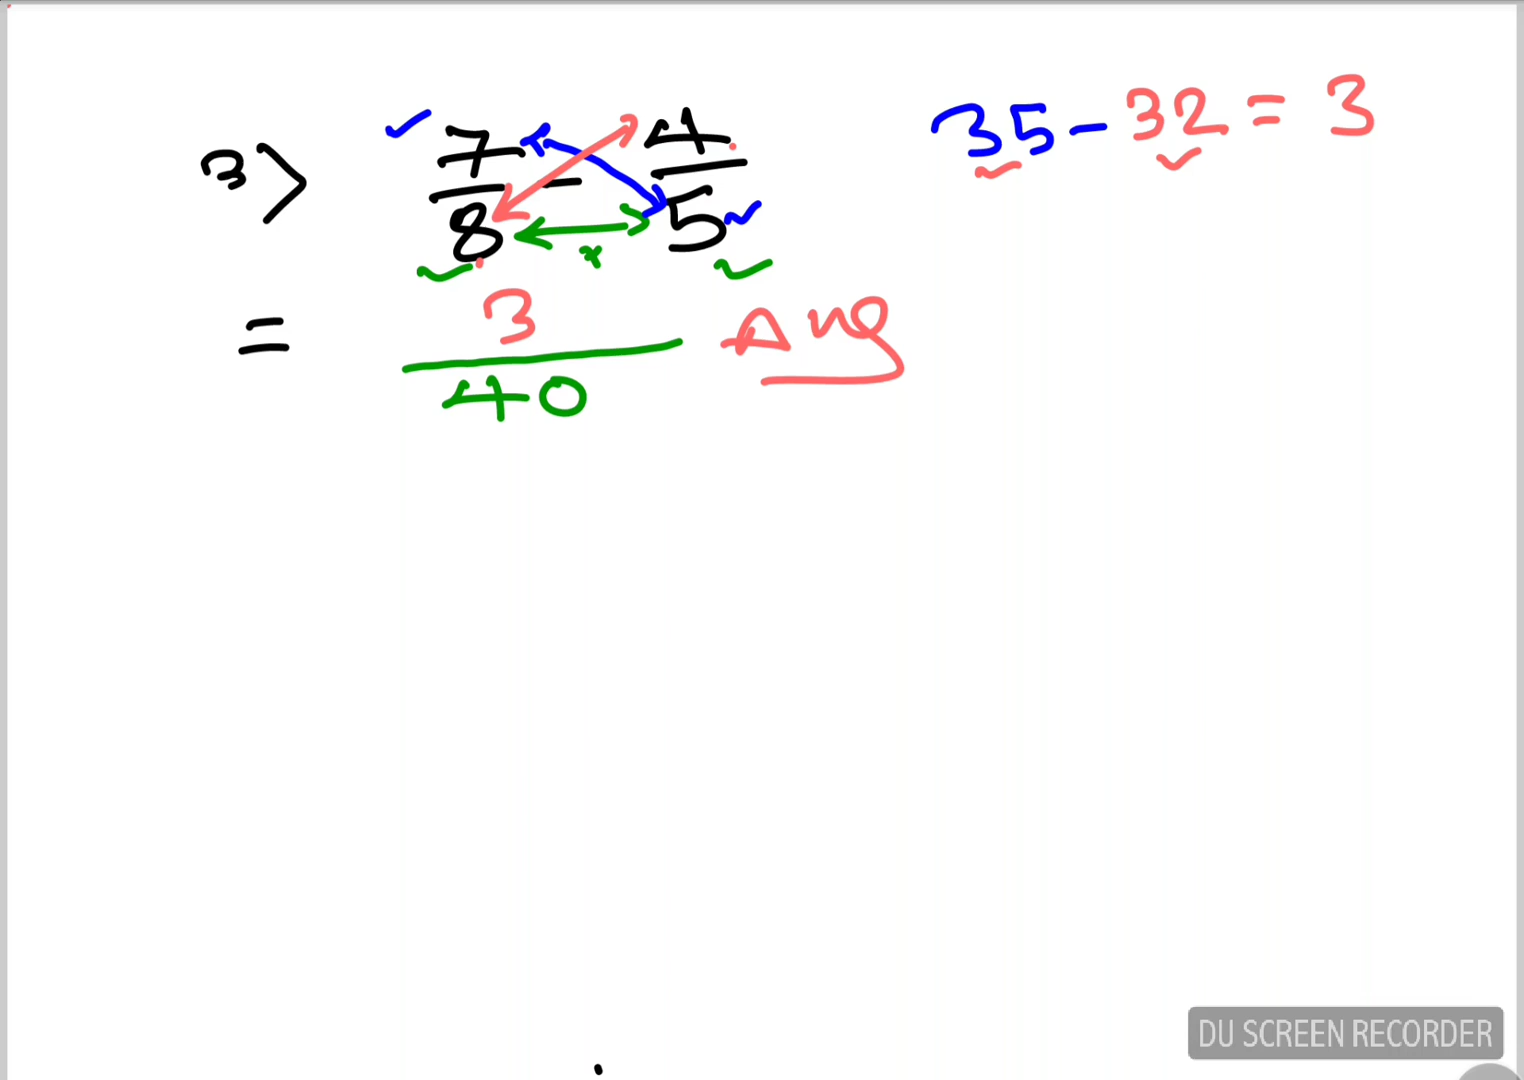 3> 7/8 - 4/5 35 - 32 = 3
x
= 3/40 Ans
DU SCREEN RECORDER